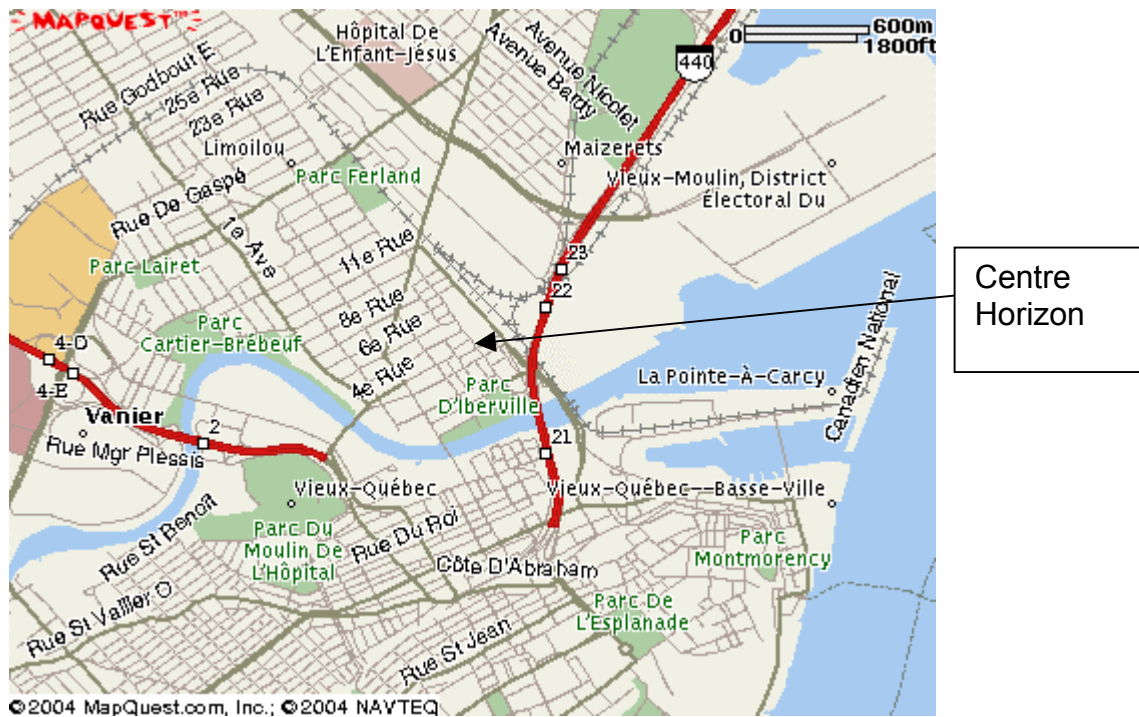 MAPQUEST
Hôpital De
L'Enfant-Jésus
Avenue Nicolet
Avenue Bardy
440
0
600m
1800ft
Rue Godbout E
25e Rue
23e Rue
Limoilou
Maizerets
Parc Ferland
Vieux-Moulin, District
Électoral Du
Rue De Gaspé
1e Ave
11e Rue
23
22
Parc Lairet
8e Rue
6e Rue
4e Rue
Parc
Cartier-Brébeuf
4-O
4-E
Centre
Horizon
Canadien National
La Pointe-À-Carcy
Parc
D'Iberville
Vanier
2
21
Rue Mgr Plessis
Vieux-Québec
Vieux-Québec--Basse-Ville
Rue St Benoît
Parc Du
Moulin De
L'Hôpital
Rue Du Roi
Côte D'Abraham
Parc
Montmorency
Parc De
L'Esplanade
Rue St Vallier O
Rue St Jean
©2004 MapQuest.com, Inc.; ©2004 NAVTEQ